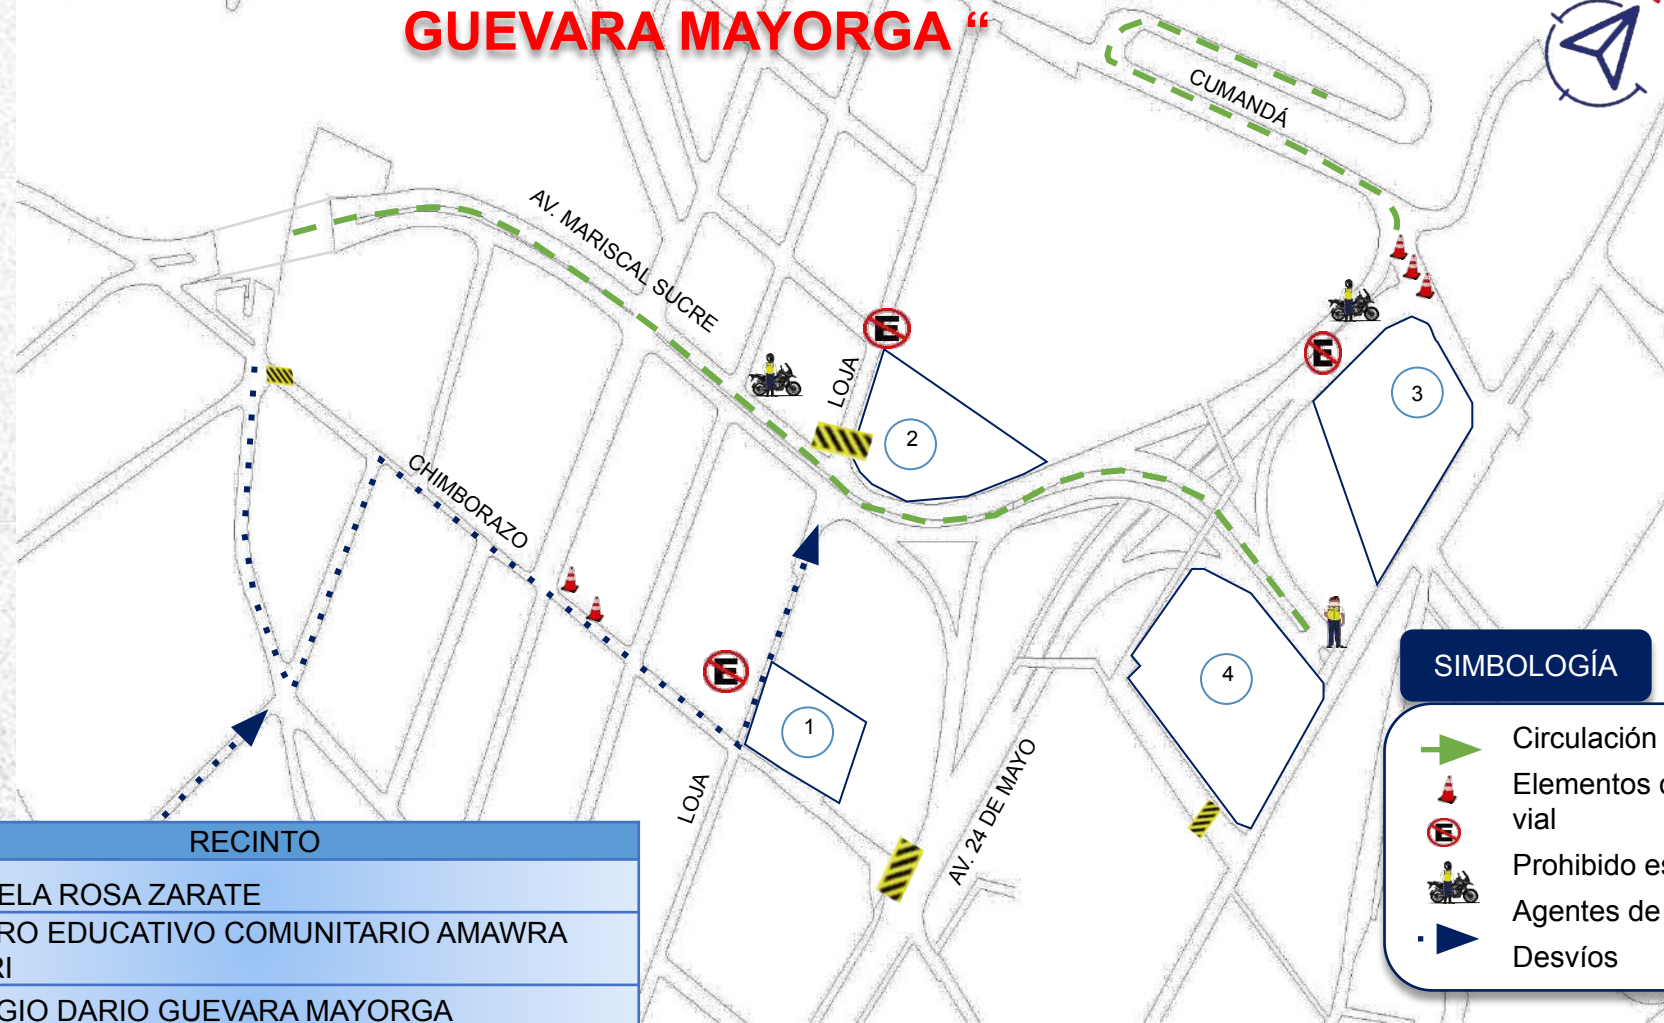 GUEVARA MAYORGA “
CUMANDÁ
AV. MARISCAL SUCRE
E
E
LOJA
2
3
CHIMBORAZO
E
1
4
LOJA
AV. 24 DE MAYO
SIMBOLOGÍA
Circulación
Elementos
vial
E
Prohibido
Agentes de
Desvíos
RECINTO
ELA ROSA ZARATE
RO EDUCATIVO COMUNITARIO AMAWRA
RI
GIO DARIO GUEVARA MAYORGA